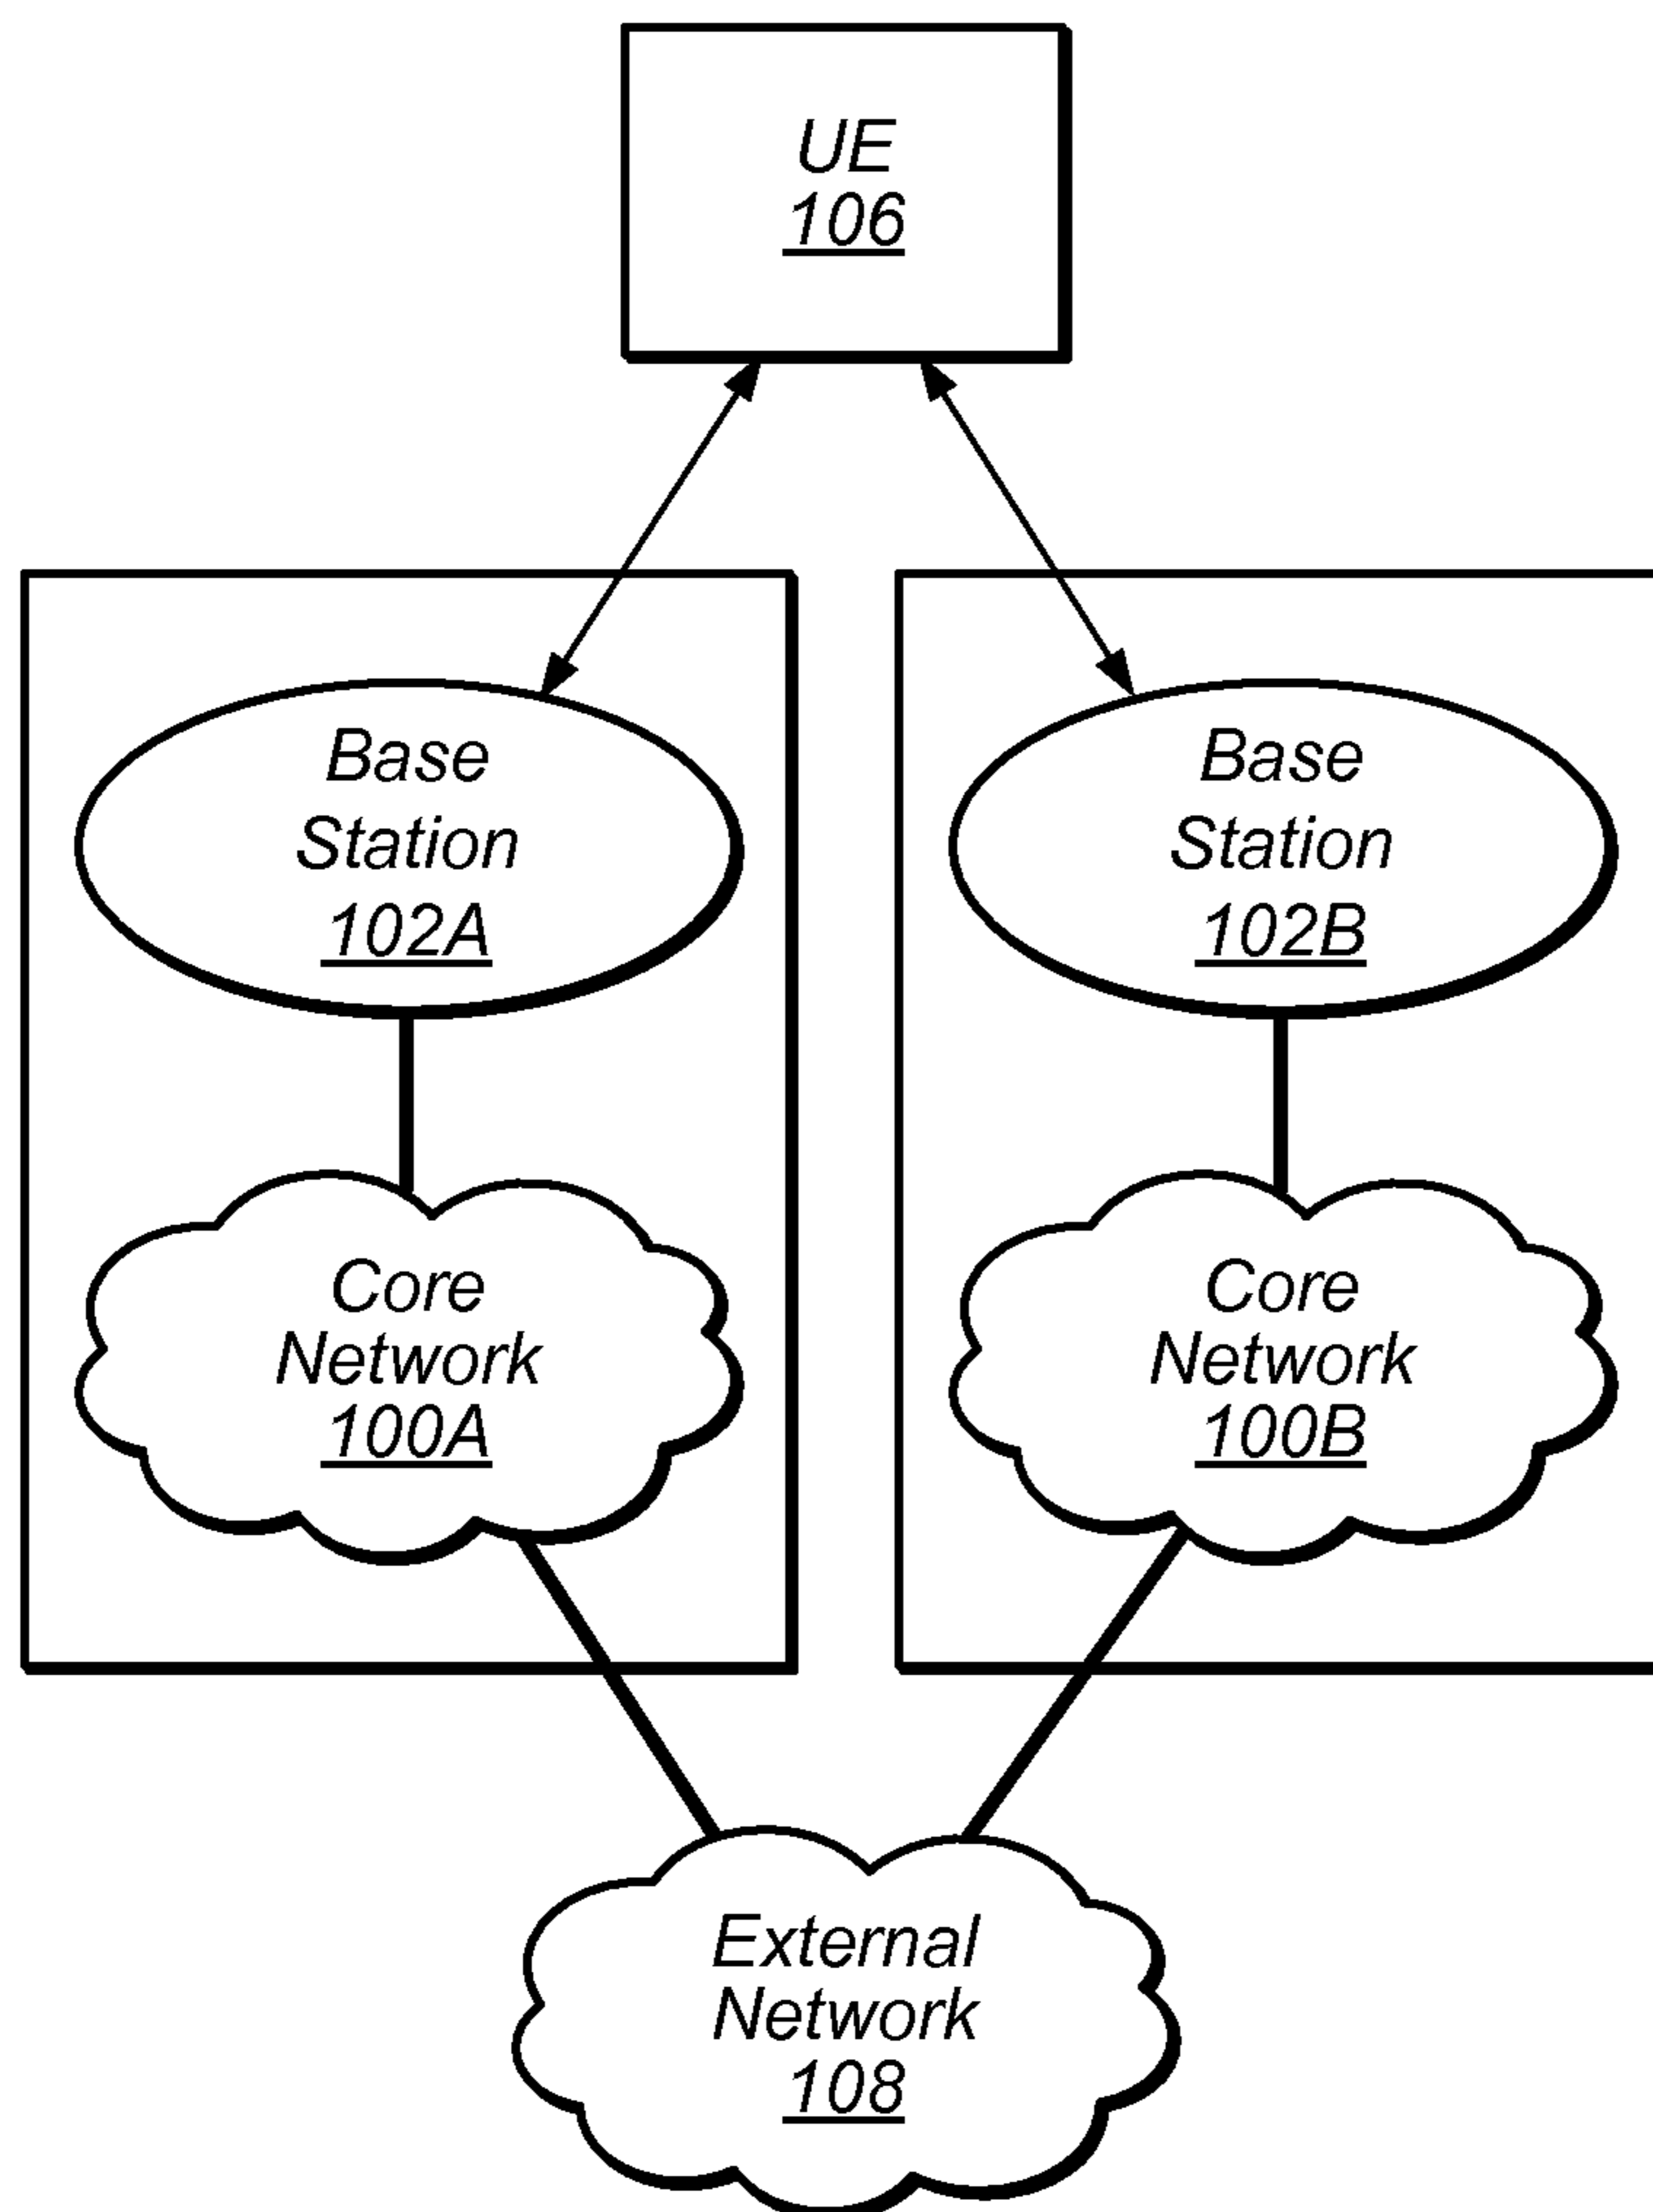 UE
106
Base
Station
102A
Base
Station
102B
Core
Network
100A
Core
Network
100B
External
Network
108